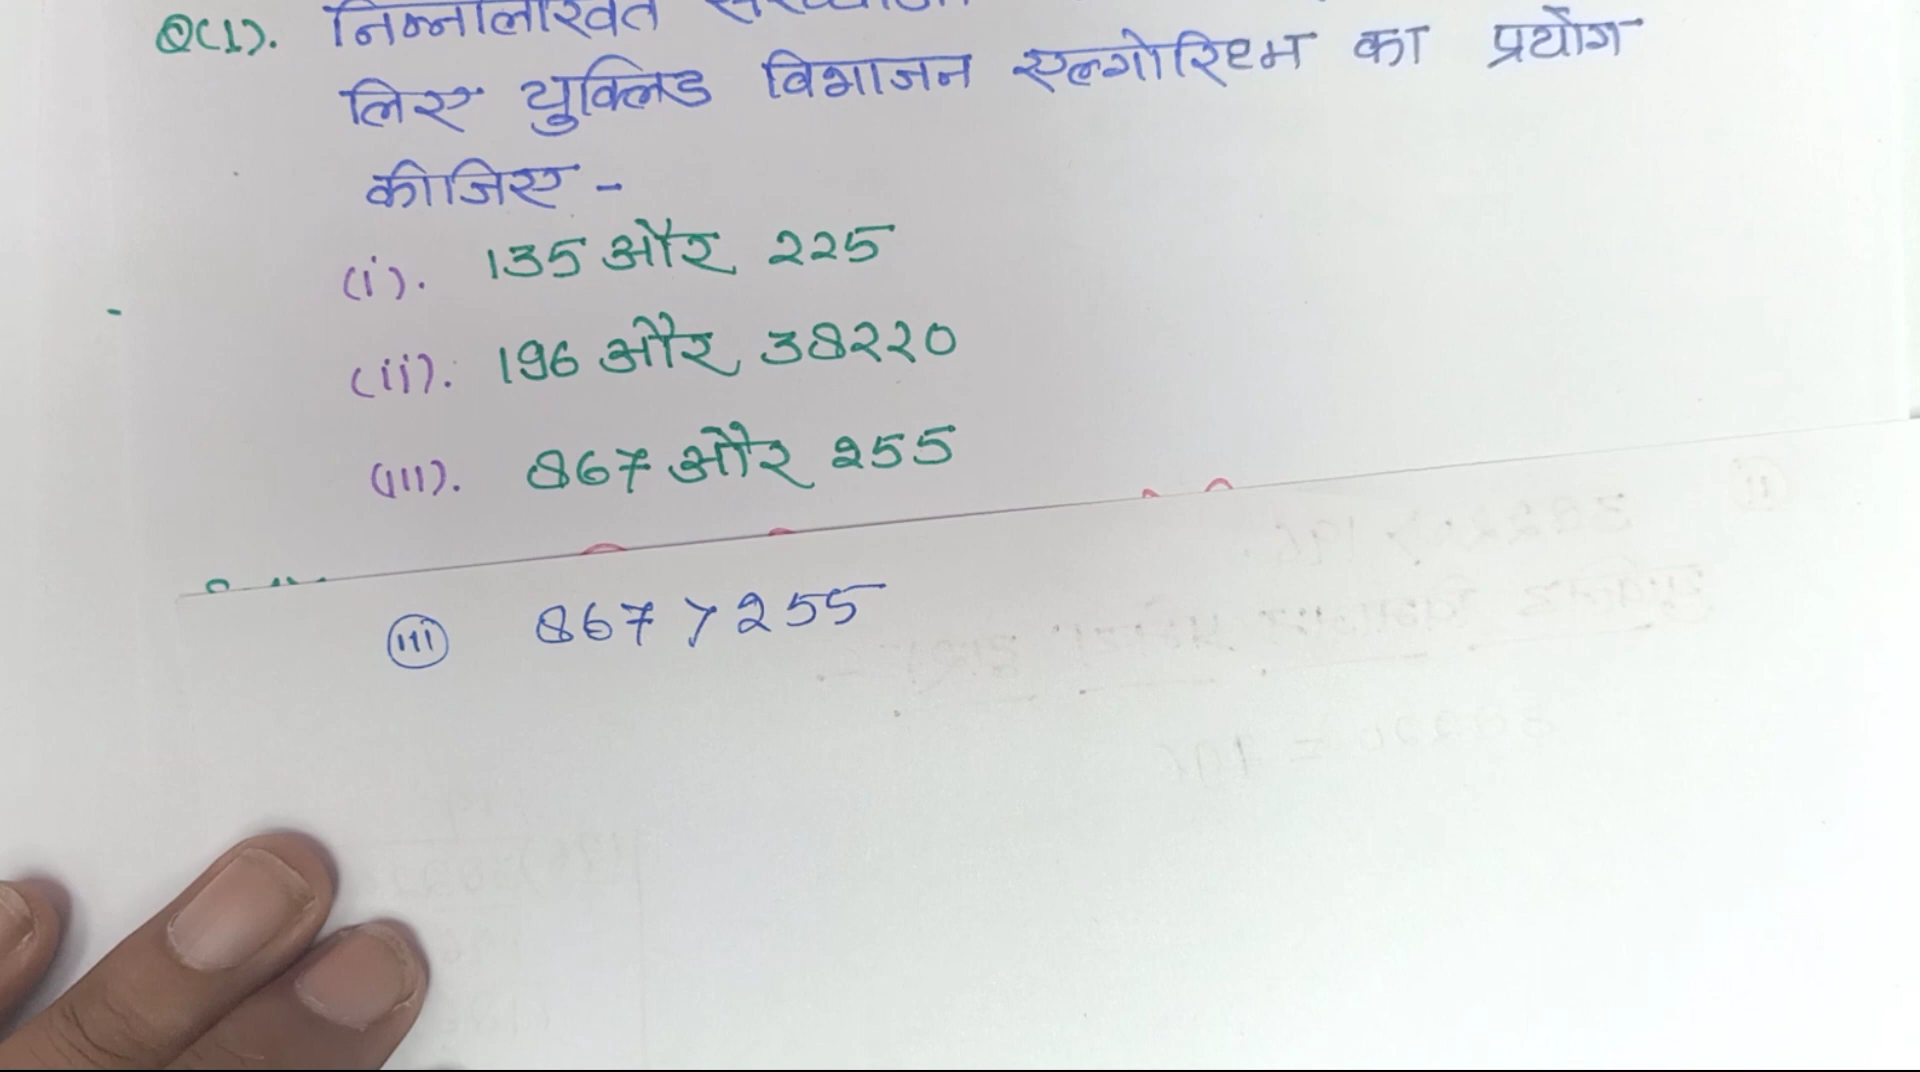 Q(1). निम्नलिखित
लिए युक्लिड विभाजन एल्गोरिथ्म का प्रयोग
कीजिए -
(i). 135 और 225
(ii). 196 और 38220
(iii). 867 और 255
(iii) 867 > 255